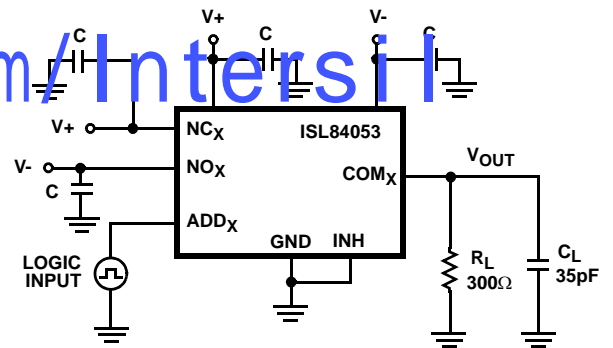 V+
V-
C
C
C
m/Intersil
V+
NCX
ISL84053
V-
NOX
COMX
VOUT
C
ADDX
GND
INH
LOGIC
INPUT
RL
300Ω
CL
35pF